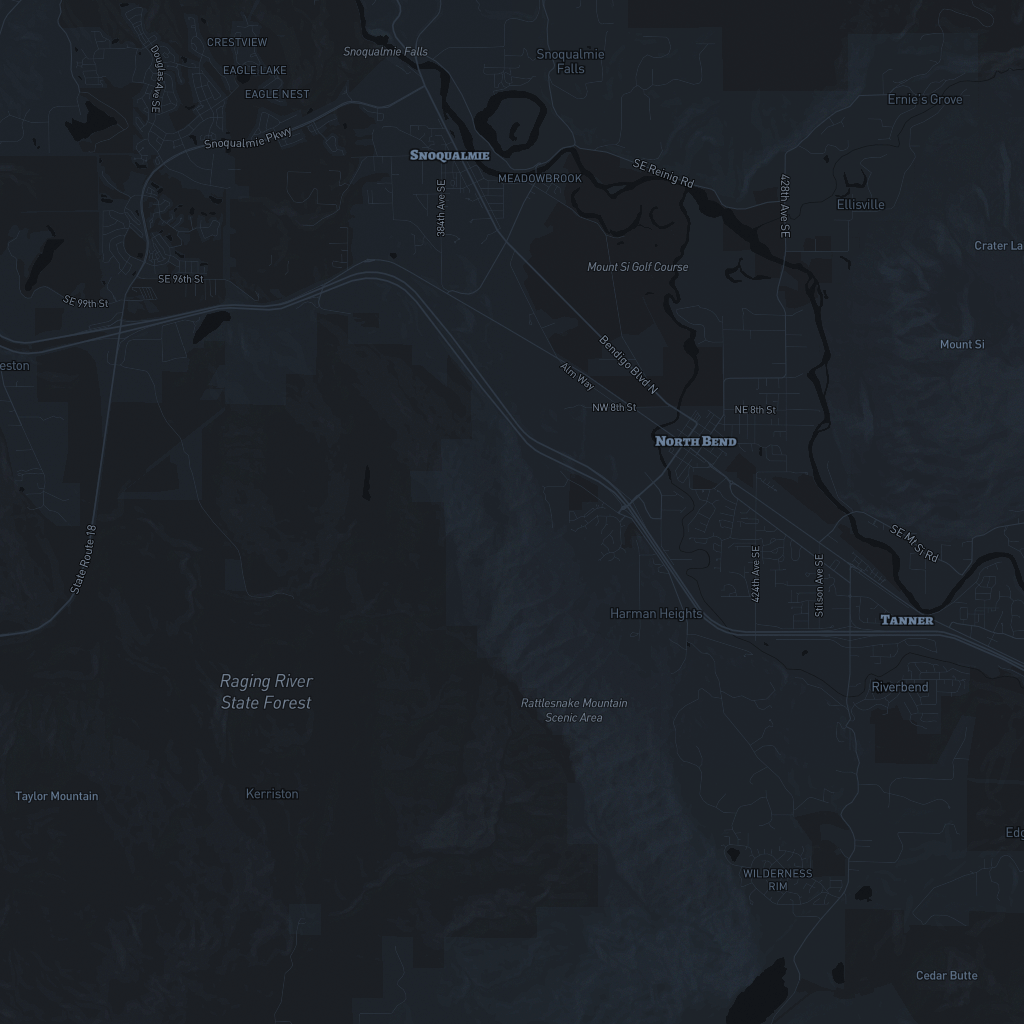 CRESTVIEW
Snoqualmie Falls
Snoqualmie
Falls
EAGLE LAKE
Douglas Ave SE
EAGLE NEST
Ernie's Grove
Snoqualmie Pkwy
SNOQUALMIE
SE Reinig Rd
MEADOWBROOK
384th Ave SE
428th Ave SE
Ellisville
Crater La
Mount Si Golf Course
SE 96th St
SE 99th St
Mount Si
eston
Bendigo Blvd N
Alm Way
NW 8th St
NE 8th St
NORTH BEND
State Route 18
SE Mt Si Rd
424th Ave SE
Stilson Ave SE
Harman Heights
TANNER
Raging River
State Forest
Riverbend
Rattlesnake Mountain
Scenic Area
Taylor Mountain
Kerriston
Edg
WILDERNESS
RIM
Cedar Butte